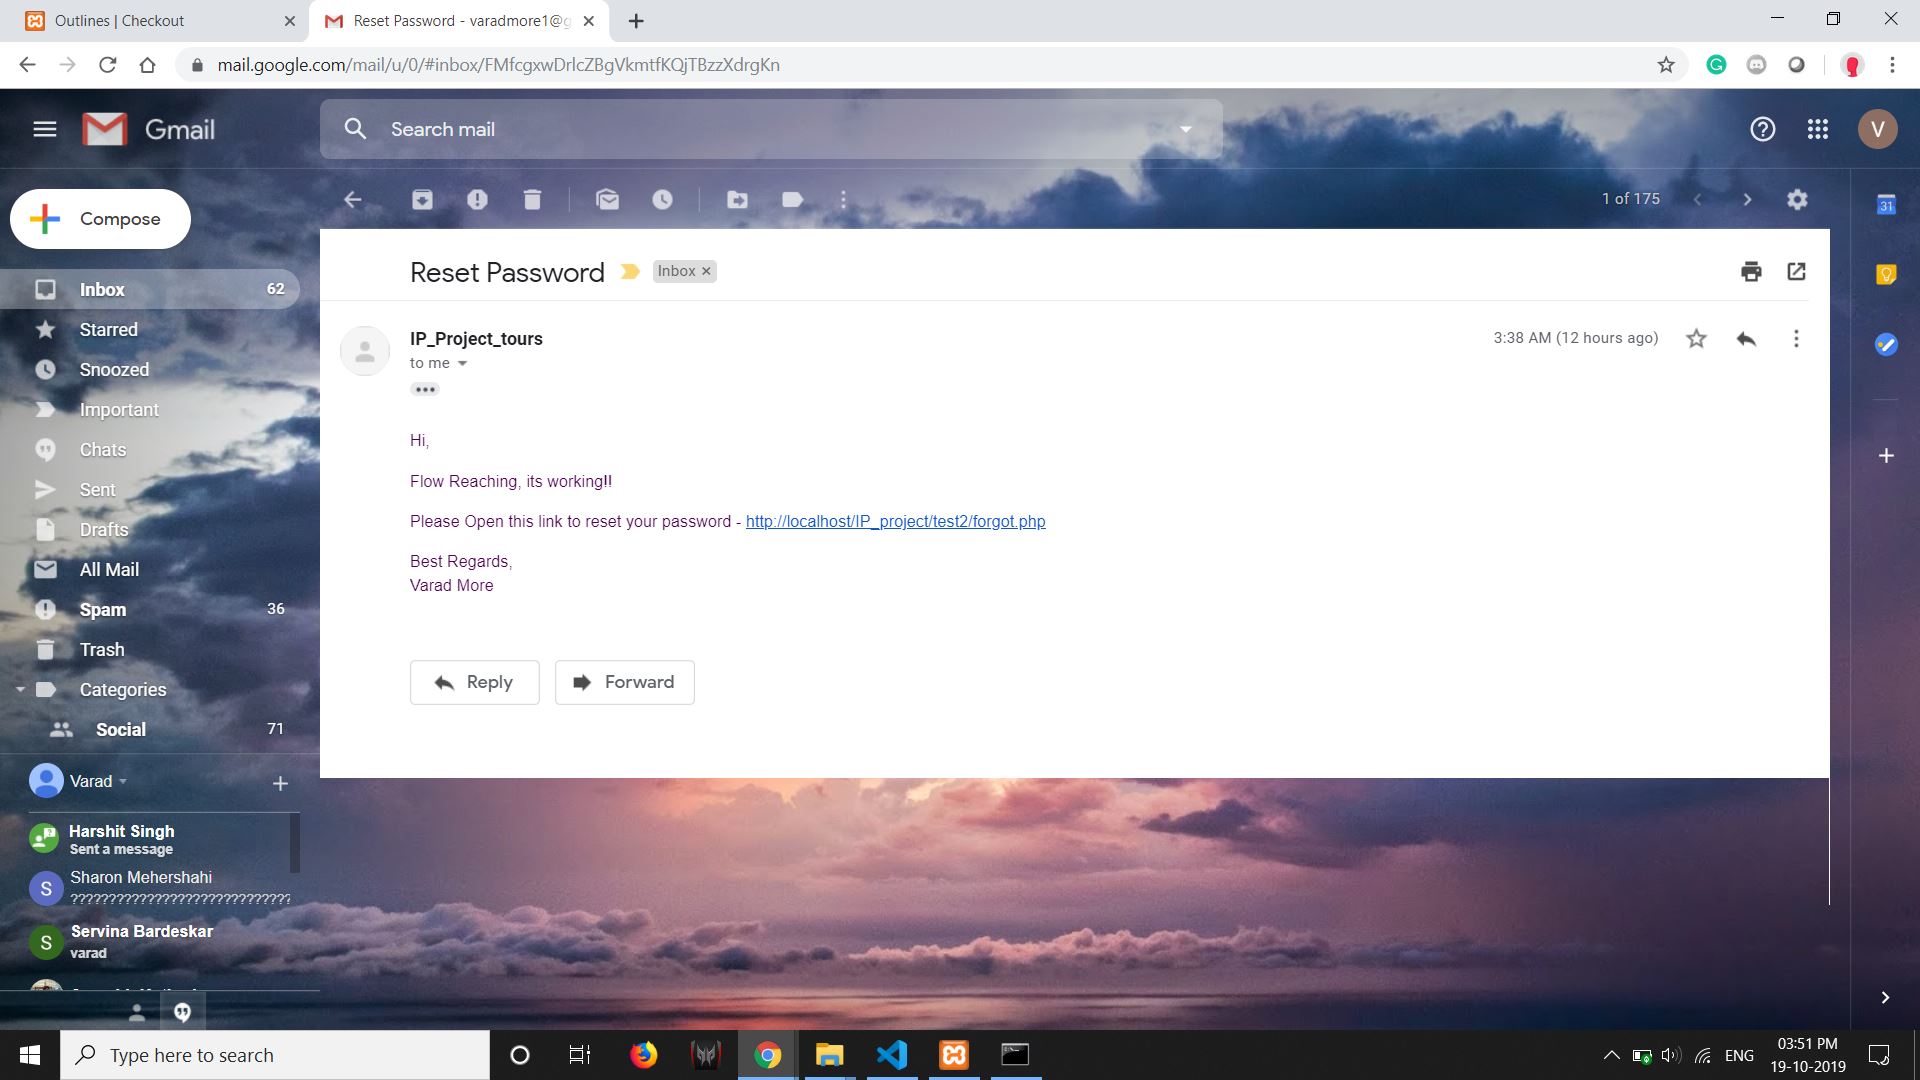 Outlines | Checkout
Reset Password - varadmore1@g
mail.google.com/mail/u/0/#inbox/FMfcgxwDrlcZBgVkmtfKQjTBzzXdrgKn
Gmail
Search mail
V
Compose
1 of 175
31
Inbox 62
Starred
Snoozed
Important
Chats
Sent
Drafts
All Mail
Spam 36
Trash
Categories
Social 71
Reset Password Inbox
IP_Project_tours
3:38 AM (12 hours ago)
to me
Hi,
Flow Reaching, its working!!
Please Open this link to reset your password - http://localhost/IP_project/test2/forgot.php
Best Regards,
Varad More
Reply
Forward
Varad
Harshit Singh
Sent a message
S
Sharon Mehershahi
?????????????????????????????
S
Servina Bardeskar
varad
Type here to search
ENG
03:51 PM
19-10-2019